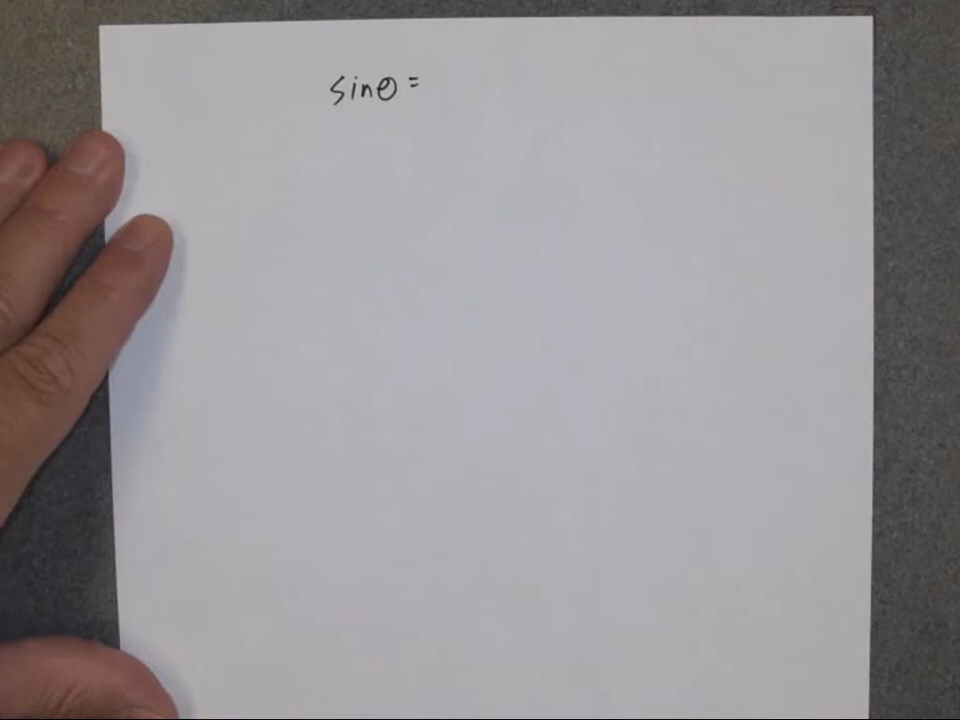 sinθ =